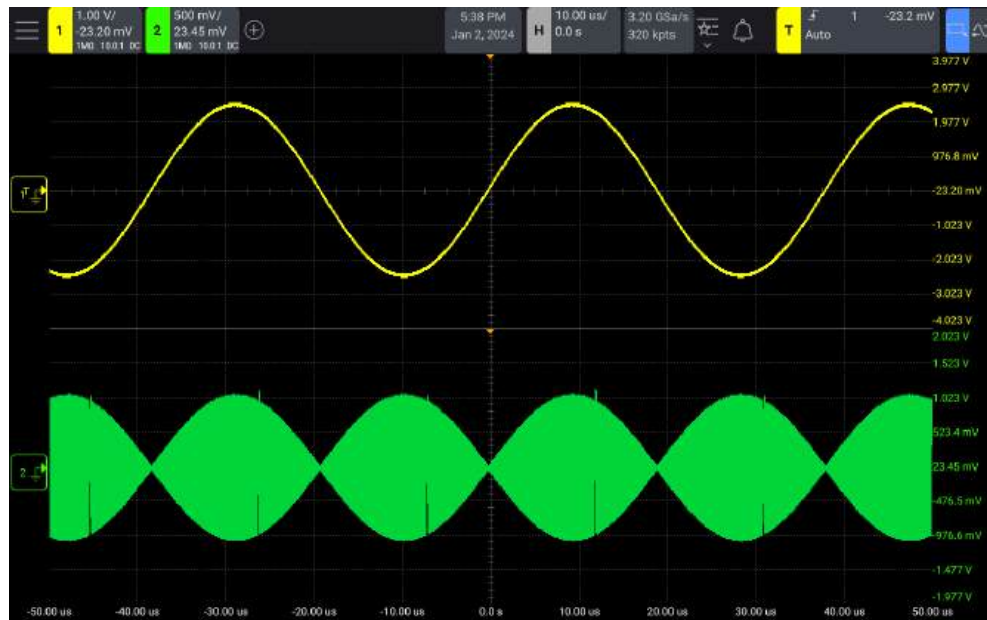 1 1.00 V/ -23.20 mV 1MΩ 10.0:1 DC
2 500 mV/ 23.45 mV 1MΩ 10.0:1 DC
5:38 PM
Jan 2, 2024
H 10.00 us/ 0.0 s
3.20 GSa/s
320 kpts
T 1 -23.2 mV
Auto
3.977 V
2.977 V
1.977 V
976.8 mV
-23.20 mV
-1.023 V
-2.023 V
-3.023 V
-4.023 V
2.023 V
1.523 V
1.023 V
523.4 mV
2
23.45 mV
-476.5 mV
-976.6 mV
-1.477 V
-1.977 V
-50.00 us -40.00 us -30.00 us -20.00 us -10.00 us 0.0 s 10.00 us 20.00 us 30.00 us 40.00 us 50.00 us